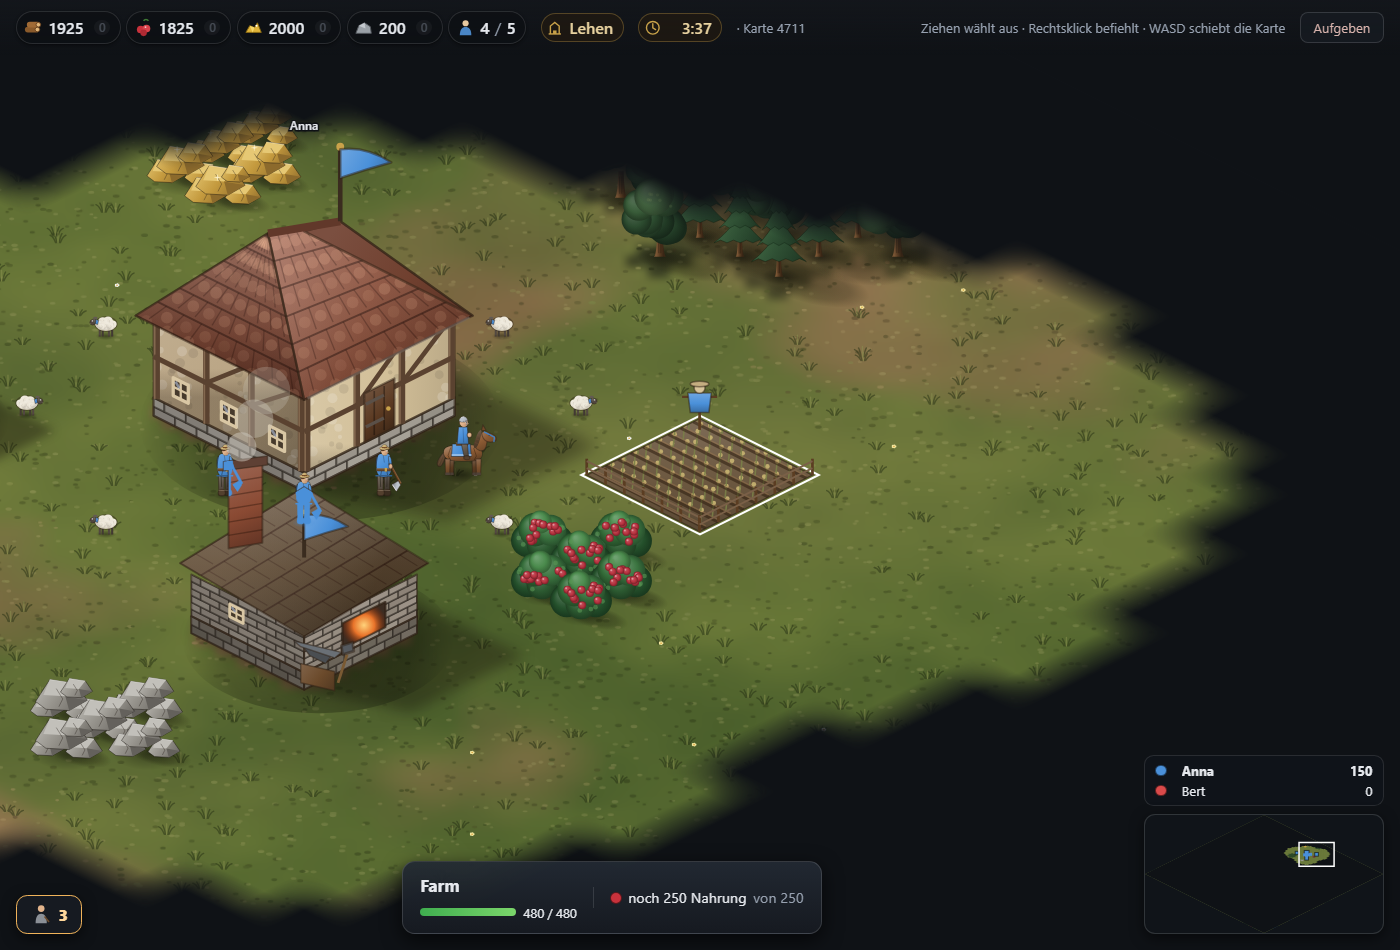 1925 0 1825 0 2000 0 200 0 4 / 5 Lehen 3:37 · Karte 4711 Ziehen wählt aus · Rechtsklick befiehlt · WASD schiebt die Karte Aufgeben
Anna
Anna 150
Bert 0
Farm
480 / 480
noch 250 Nahrung von 250
3